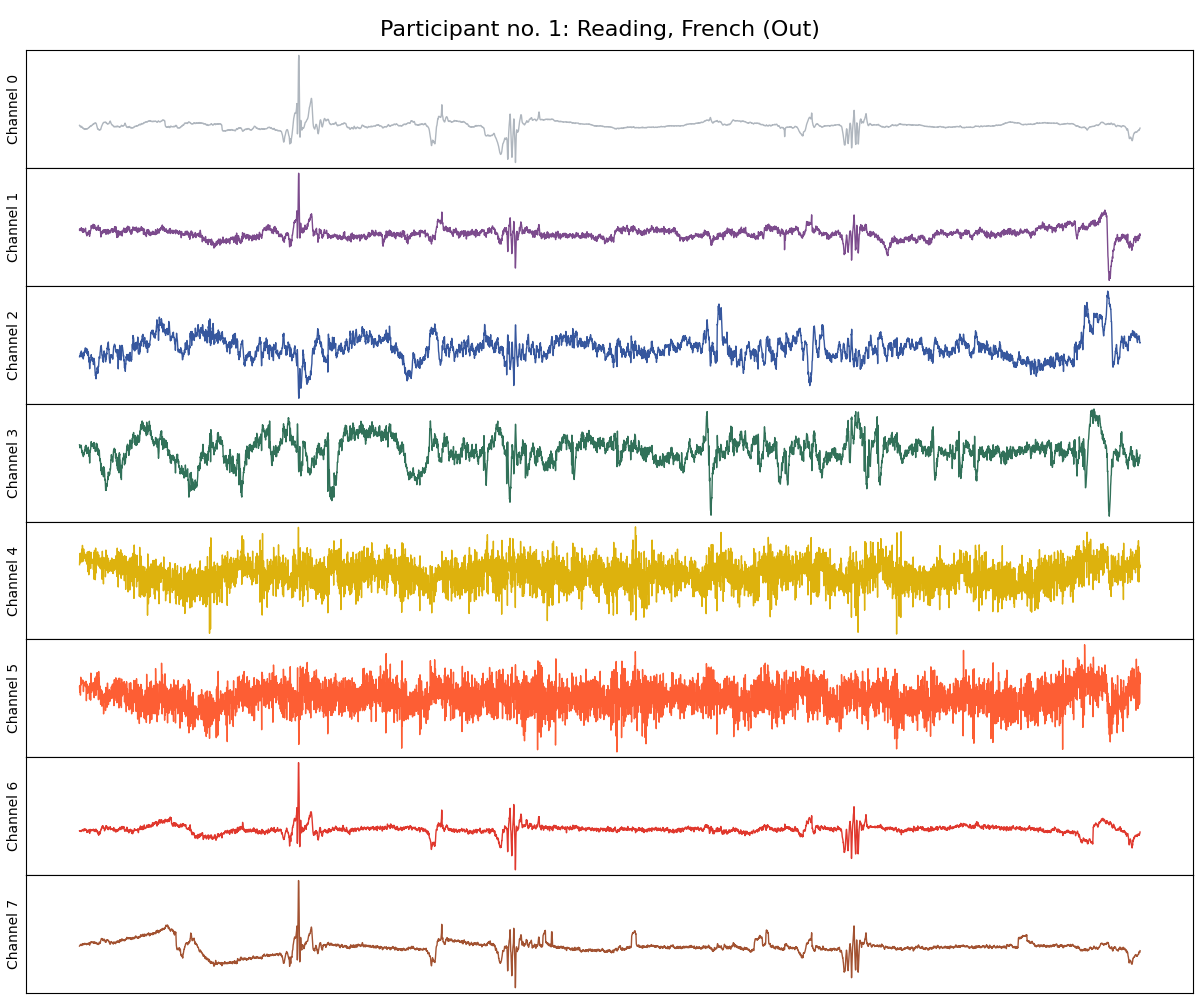 Participant no. 1: Reading, French (Out)
Channel 0
Channel 1
Channel 2
Channel 3
Channel 4
Channel 5
Channel 6
Channel 7